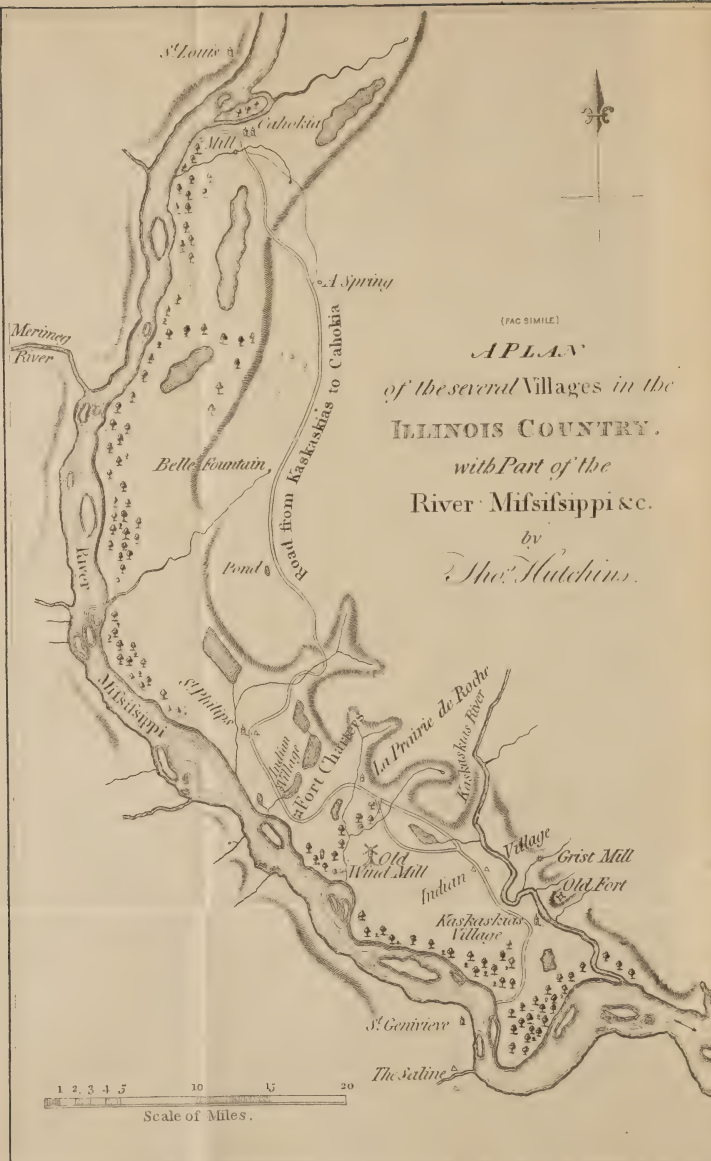 St. Louis
Cahokia
Mill
A Spring
Merimeg
River
(FAC SIMILE)
A PLAN
of the several Villages in the
ILLINOIS COUNTRY,
with Part of the
River Miſsiſsippi &c.
by
Thos. Hutchins.
Road from Kaskaskias to Cahokia
Belle Fountain
Pond
River
Miſsiſsippi
St. Philips
Indian
Village
Fort Charters
La Prairie de Roche
Kaskaskias River
Old
Wind Mill
Indian
Village
Grist Mill
Old Fort
Kaskaskias
Village
St. Genivieve
The Saline
1 2 3 4 5 10 15 20
Scale of Miles.